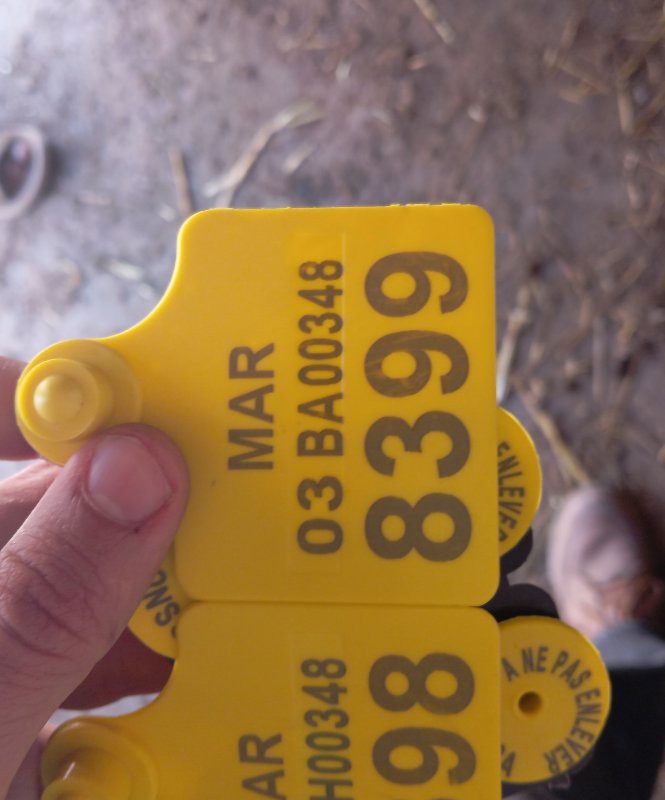 MAR
03 BA00348
8399
ENLEVER
AR
H00348
98
A NE PAS ENLEVER